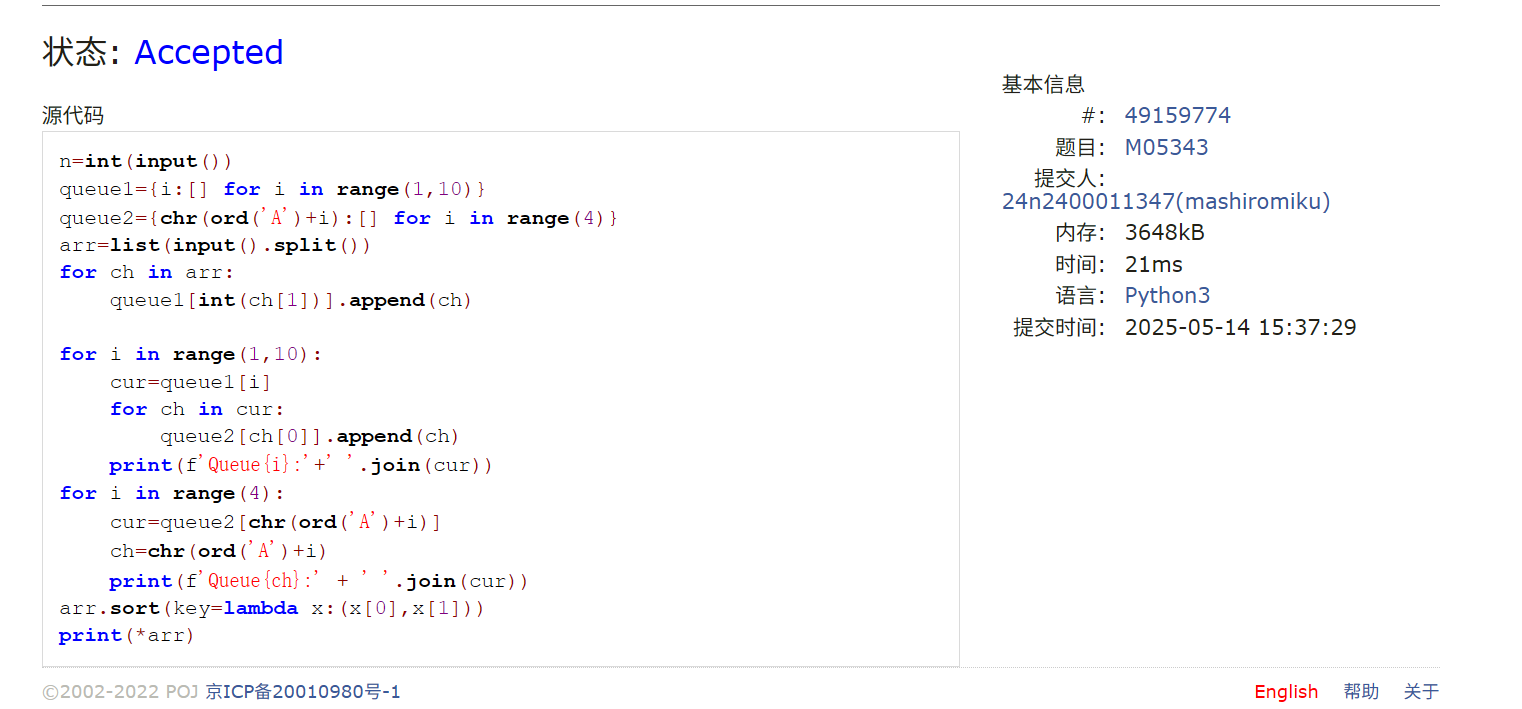 状态: Accepted
源代码
n=int(input())
queue1={i:[] for i in range(1,10)}
queue2={chr(ord('A')+i):[] for i in range(4)}
arr=list(input().split())
for ch in arr:
    queue1[int(ch[1])].append(ch)

for i in range(1,10):
    cur=queue1[i]
    for ch in cur:
        queue2[ch[0]].append(ch)
    print(f'Queue{i}:'+' '.join(cur))
for i in range(4):
    cur=queue2[chr(ord('A')+i)]
    ch=chr(ord('A')+i)
    print(f'Queue{ch}:' + ' '.join(cur))
arr.sort(key=lambda x:(x[0],x[1]))
print(*arr)
基本信息
#: 49159774
题目: M05343
提交人:
24n2400011347(mashiromiku)
内存: 3648kB
时间: 21ms
语言: Python3
提交时间: 2025-05-14 15:37:29
©2002-2022 POJ 京ICP备20010980号-1
English 帮助 关于